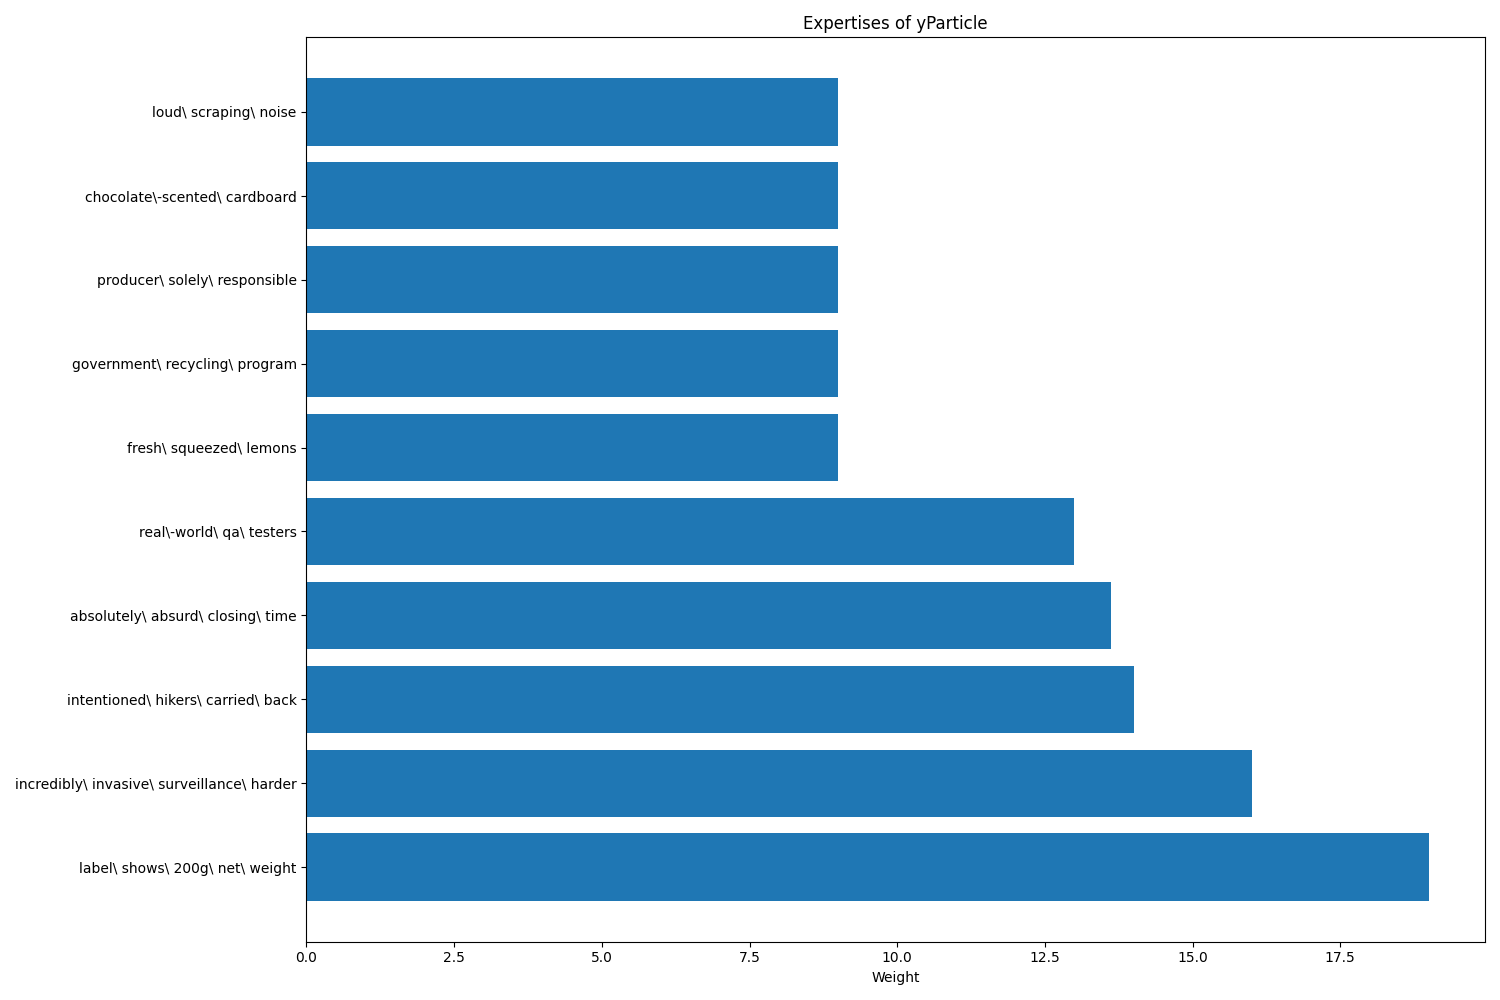 Expertises of yParticle
loud\ scraping\ noise
chocolate\-scented\ cardboard
producer\ solely\ responsible
government\ recycling\ program
fresh\ squeezed\ lemons
real\-world\ qa\ testers
absolutely\ absurd\ closing\ time
intentioned\ hikers\ carried\ back
incredibly\ invasive\ surveillance\ harder
label\ shows\ 200g\ net\ weight
0.0 2.5 5.0 7.5 10.0 12.5 15.0 17.5
Weight